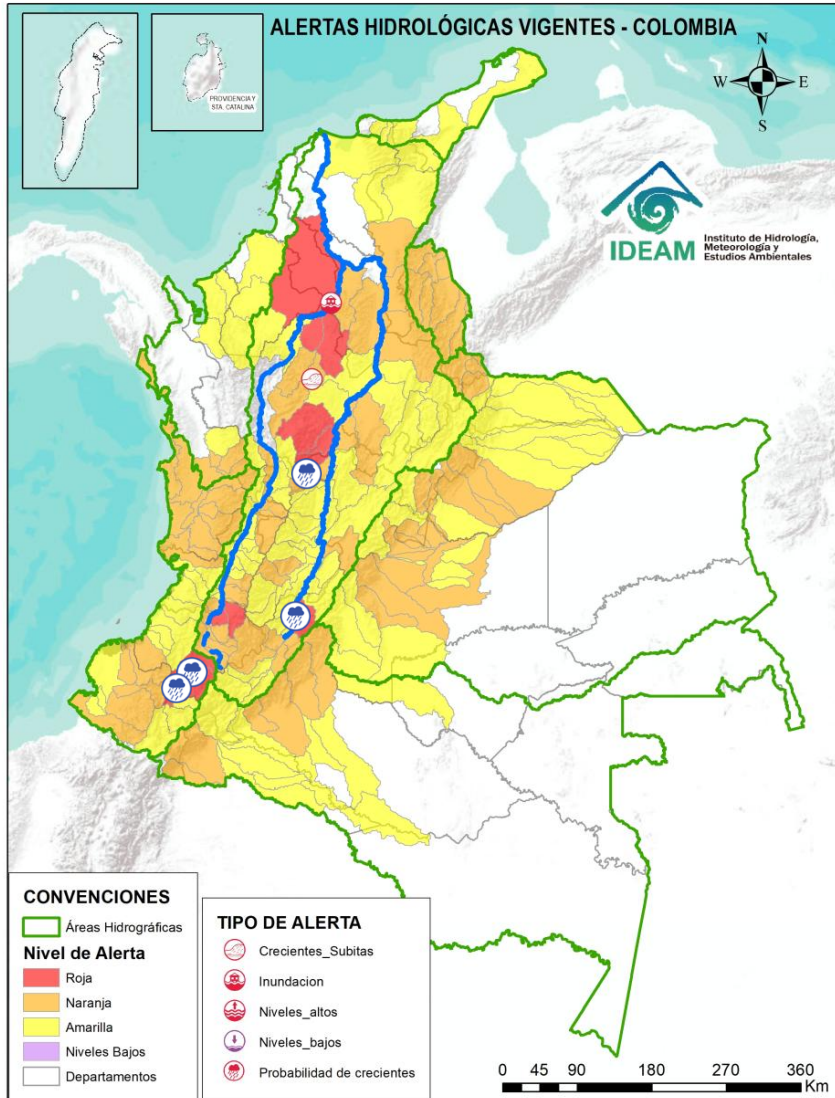 ALERTAS HIDROLÓGICAS VIGENTES - COLOMBIA
PROVIDENCIA Y
STA. CATALINA
N
W
E
S
IDEAM
Instituto de Hidrología,
Meteorología y
Estudios Ambientales
CONVENCIONES
Áreas Hidrográficas
Nivel de Alerta
Roja
Naranja
Amarilla
Niveles Bajos
Departamentos
TIPO DE ALERTA
Crecientes_Subitas
Inundacion
Niveles_altos
Niveles_bajos
Probabilidad de crecientes
0 45 90 180 270 360
Km